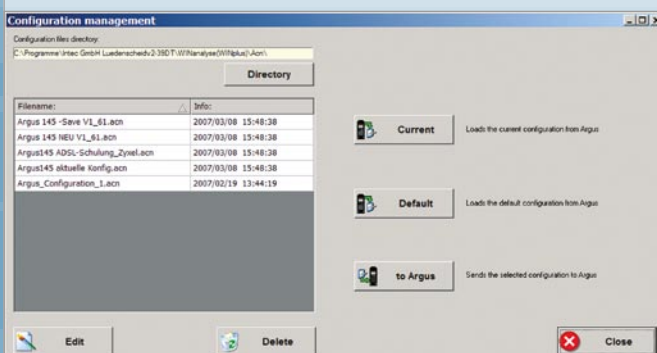 Configuration management
Configuration files directory:
C:\Programme\Intec GmbH Luedenscheidv2-39DT\WINanalyse(WINplus)\Acn\
Directory
Filename: Info:
Argus 145 -Save V1_61.acn 2007/03/08 15:48:38
Argus 145 NEU V1_61.acn 2007/03/08 15:48:38
Argus145 ADSL-Schulung_Zyxel.acn 2007/03/08 15:48:38
Argus145 aktuelle Konfig.acn 2007/03/08 15:48:38
Argus_Configuration_1.acn 2007/02/19 13:44:19
Current Loads the current configuration from Argus
Default Loads the default configuration from Argus
to Argus Sends the selected configuration to Argus
Edit Delete Close